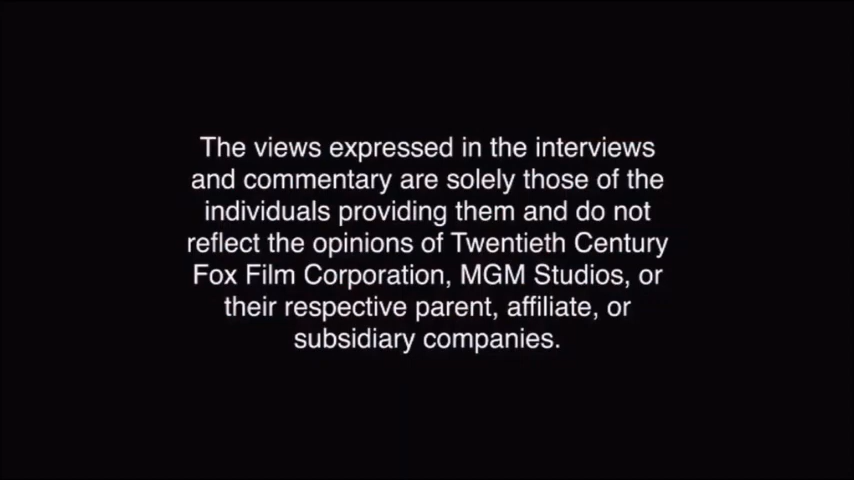 The views expressed in the interviews
and commentary are solely those of the
individuals providing them and do not
reflect the opinions of Twentieth Century
Fox Film Corporation, MGM Studios, or
their respective parent, affiliate, or
subsidiary companies.